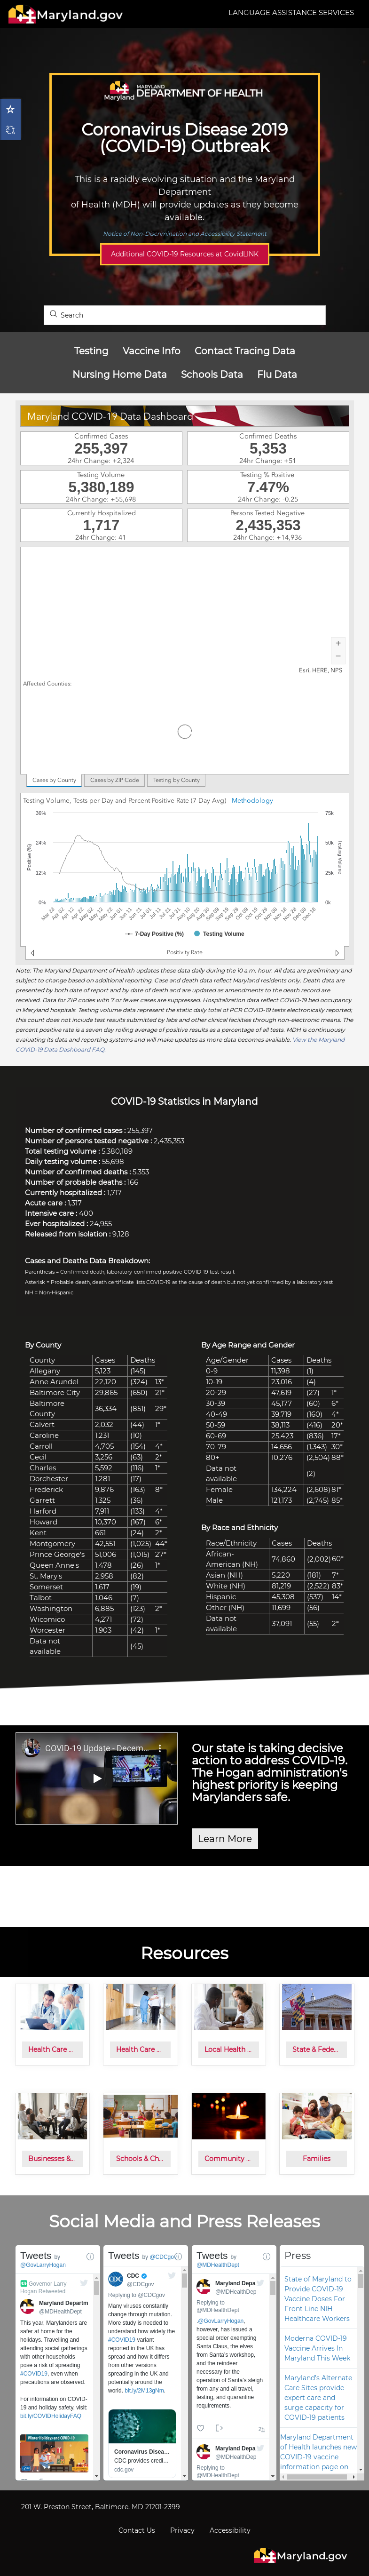 Maryland.gov
LANGUAGE ASSISTANCE SERVICES
Maryland
MARYLAND
DEPARTMENT OF HEALTH
Coronavirus Disease 2019
(COVID-19) Outbreak
This is a rapidly evolving situation and the Maryland
Department
of Health (MDH) will provide updates as they become
available.
Notice of Non-Discrimination and Accessibility Statement
Additional COVID-19 Resources at CovidLINK
Search
Testing Vaccine Info Contact Tracing Data
Nursing Home Data Schools Data Flu Data
Maryland COVID-19 Data Dashboard
Confirmed Cases
255,397
24hr Change: +2,324
Confirmed Deaths
5,353
24hr Change: +51
Testing Volume
5,380,189
24hr Change: +55,698
Testing % Positive
7.47%
24hr Change: -0.25
Currently Hospitalized
1,717
24hr Change: 41
Persons Tested Negative
2,435,353
24hr Change: +14,936
+
−
Esri, HERE, NPS
Affected Counties:
Cases by County
Cases by ZIP Code
Testing by County
Testing Volume, Tests per Day and Percent Positive Rate (7-Day Avg) - Methodology
36%
24%
12%
0%
Positive (%)
75k
50k
25k
0k
Testing Volume
7-Day Positive (%)
Testing Volume
Positivity Rate
Note: The Maryland Department of Health updates these data daily during the 10 a.m. hour. All data are preliminary and
subject to change based on additional reporting. Case and death data reflect Maryland residents only. Death data are
presented by both date of report and by date of death and are updated as amendments to the death record are
received. Data for ZIP codes with 7 or fewer cases are suppressed. Hospitalizations data reflect COVID-19 bed occupancy
in Maryland hospitals. Testing volume data represent the static daily total of PCR COVID-19 tests electronically reported;
this count does not include test results submitted by labs and other clinical facilities through non-electronic means. The
percent positive rate is a seven day rolling average of positive results as a percentage of all tests. MDH is continuously
evaluating its data and reporting systems and will make updates as more data becomes available. View the Maryland
COVID-19 Data Dashboard FAQ.
COVID-19 Statistics in Maryland
Number of confirmed cases : 255,397
Number of persons tested negative : 2,435,353
Total testing volume : 5,380,189
Daily testing volume : 55,698
Number of confirmed deaths : 5,353
Number of probable deaths : 166
Currently hospitalized : 1,717
Acute care : 1,317
Intensive care : 400
Ever hospitalized : 24,955
Released from isolation : 9,128
Cases and Deaths Data Breakdown:
Parenthesis = Confirmed death, laboratory-confirmed positive COVID-19 test result
Asterisk = Probable death, death certificate lists COVID-19 as the cause of death but not yet confirmed by a laboratory test
NH = Non-Hispanic
By County
County Cases Deaths
Allegany 5,123 (145)
Anne Arundel 22,120 (324) 13*
Baltimore City 29,865 (650) 21*
Baltimore
County 36,334 (851) 29*
Calvert 2,032 (44) 1*
Caroline 1,231 (10)
Carroll 4,705 (154) 4*
Cecil 3,256 (63) 2*
Charles 5,592 (116) 1*
Dorchester 1,281 (17)
Frederick 9,876 (163) 8*
Garrett 1,325 (36)
Harford 7,911 (133) 4*
Howard 10,370 (167) 6*
Kent 661 (24) 2*
Montgomery 42,551 (1,025) 44*
Prince George's 51,006 (1,015) 27*
Queen Anne's 1,478 (26) 1*
St. Mary's 2,958 (82)
Somerset 1,617 (19)
Talbot 1,046 (7)
Washington 6,885 (123) 2*
Wicomico 4,271 (72)
Worcester 1,903 (42) 1*
Data not
available (45)
By Age Range and Gender
Age/Gender Cases Deaths
0-9 11,398 (1)
10-19 23,016 (4)
20-29 47,619 (27) 1*
30-39 45,177 (60) 6*
40-49 39,719 (160) 4*
50-59 38,113 (416) 20*
60-69 25,423 (836) 17*
70-79 14,656 (1,343) 30*
80+ 10,276 (2,504) 88*
Data not
available (2)
Female 134,224 (2,608) 81*
Male 121,173 (2,745) 85*
By Race and Ethnicity
Race/Ethnicity Cases Deaths
African-
American (NH) 74,860 (2,002) 60*
Asian (NH) 5,220 (181) 7*
White (NH) 81,219 (2,522) 83*
Hispanic 45,308 (537) 14*
Other (NH) 11,699 (56)
Data not
available 37,091 (55) 2*
COVID-19 Update - Decem...
Our state is taking decisive
action to address COVID-19.
The Hogan administration's
highest priority is keeping
Marylanders safe.
Learn More
Resources
Health Care ...
Health Care ...
Local Health ...
State & Fede...
Businesses &...
Schools & Ch...
Community ...
Families
Social Media and Press Releases
Tweets by
@GovLarryHogan
Governor Larry
Hogan Retweeted
Maryland Departm
@MDHealthDept
This year, Marylanders are
safer at home for the
holidays. Travelling and
attending social gatherings
with people outside of your
household can pose a risk of spreading
#COVID19, even when
precautions are observed.
For information on COVID-
19 and holiday safety, visit:
bit.ly/COVIDHolidayFAQ
Tweets by @CDCgov
CDC
@CDCgov
Replying to @CDCgov
Many viruses constantly
change through mutation.
More study is needed to
understand how widely the
#COVID19 variant
reported in the UK has
spread and how it differs
from other versions
spreading in the UK and
potentially around the
world. bit.ly/2M13gNm.
Coronavirus Disea...
CDC provides credi...
cdc.gov
Tweets by
@MDHealthDept
Maryland Depa
@MDHealthDep
Replying to
@MDHealthDept
.@GovLarryHogan,
however, has issued a
special order exempting
Santa Claus, the elves
from Santa's workshop,
and the reindeer
necessary for the
operation of Santa's sleigh
from any and all travel,
testing, and quarantine
requirements.
2h
Maryland Depa
@MDHealthDep
Replying to
@MDHealthDept
Press
State of Maryland to
Provide COVID-19
Vaccine Doses For
Front Line NIH
Healthcare Workers
Moderna COVID-19
Vaccine Arrives In
Maryland This Week
Maryland's Alternate
Care Sites provide
expert care and
surge capacity for
COVID-19 patients
Maryland Department
of Health launches new
COVID-19 vaccine
information page on
201 W. Preston Street, Baltimore, MD 21201-2399
Contact Us Privacy Accessibility
Maryland.gov